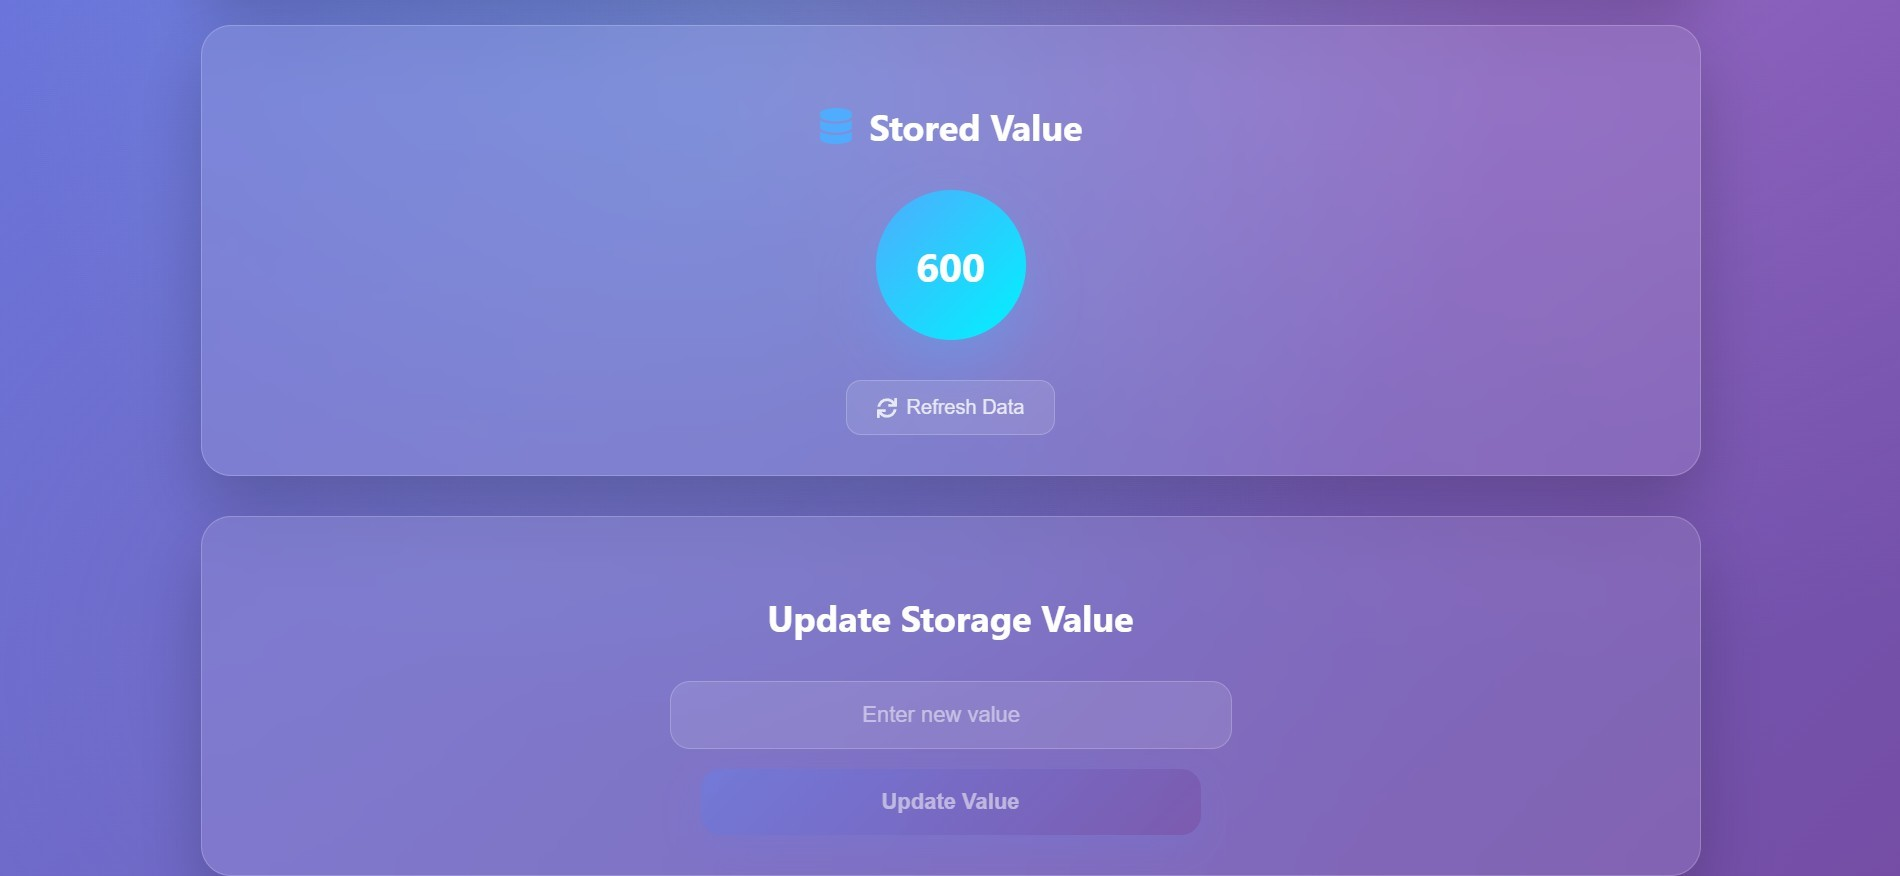 Stored Value
600
Refresh Data
Update Storage Value
Enter new value
Update Value